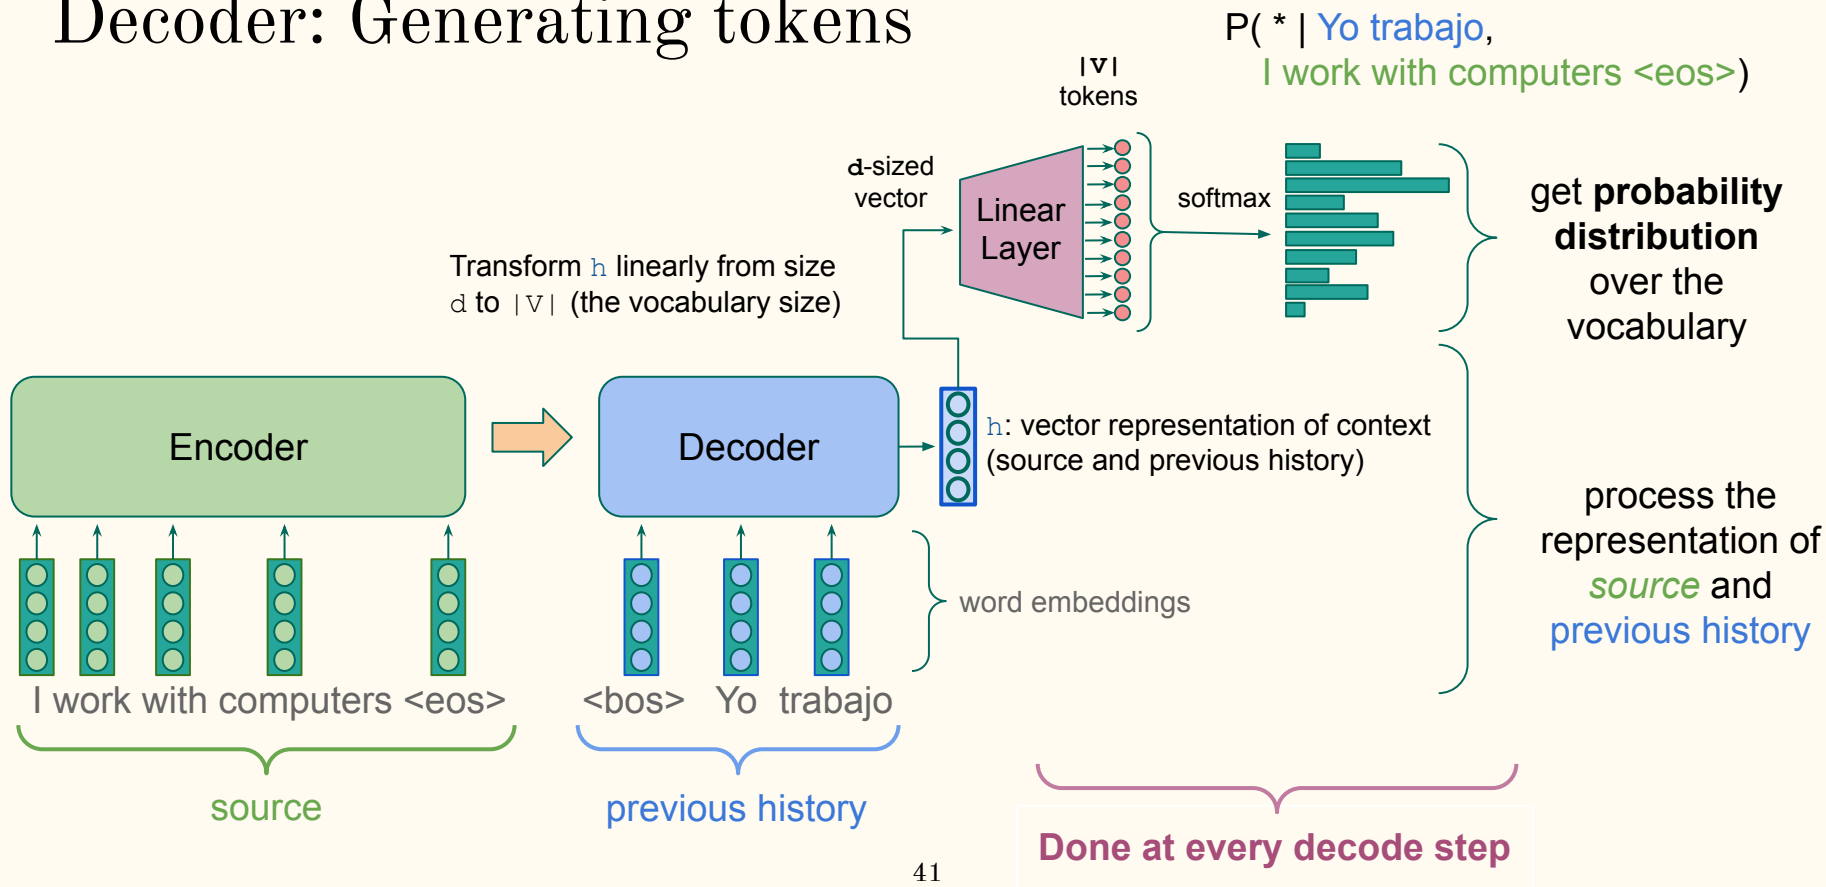 Decoder: Generating tokens
P( * | Yo trabajo,
I work with computers <eos>)
|V|
tokens
d-sized
vector
Linear
Layer
softmax
get probability
distribution
over the
vocabulary
Transform h linearly from size
d to |V| (the vocabulary size)
Encoder
Decoder
h: vector representation of context
(source and previous history)
process the
representation of
source and
previous history
word embeddings
I work with computers <eos>
<bos> Yo trabajo
source
previous history
Done at every decode step
41